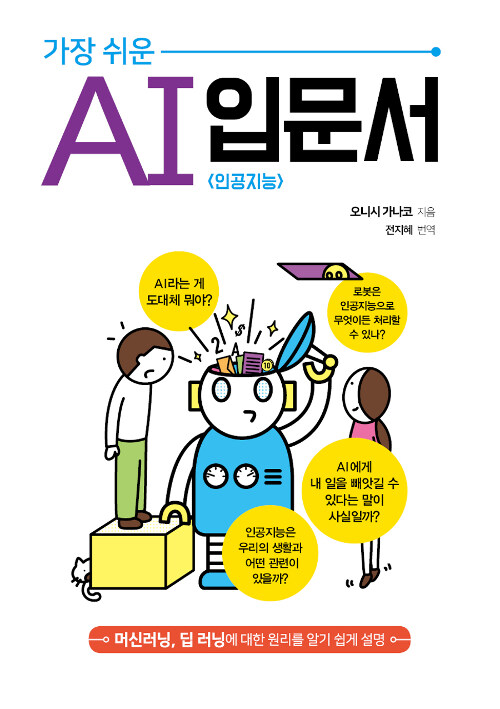 가장 쉬운
AI 입문서
<인공지능>
오니시 가나코 지음
전지혜 번역
AI라는 게
도대체 뭐야?
로봇은
인공지능으로
무엇이든 처리할
수 있나?
2
10
AI에게
내 일을 빼앗길 수
있다는 말이
사실일까?
인공지능은
우리의 생활과
어떤 관련이
있을까?
머신러닝, 딥 러닝에 대한 원리를 알기 쉽게 설명